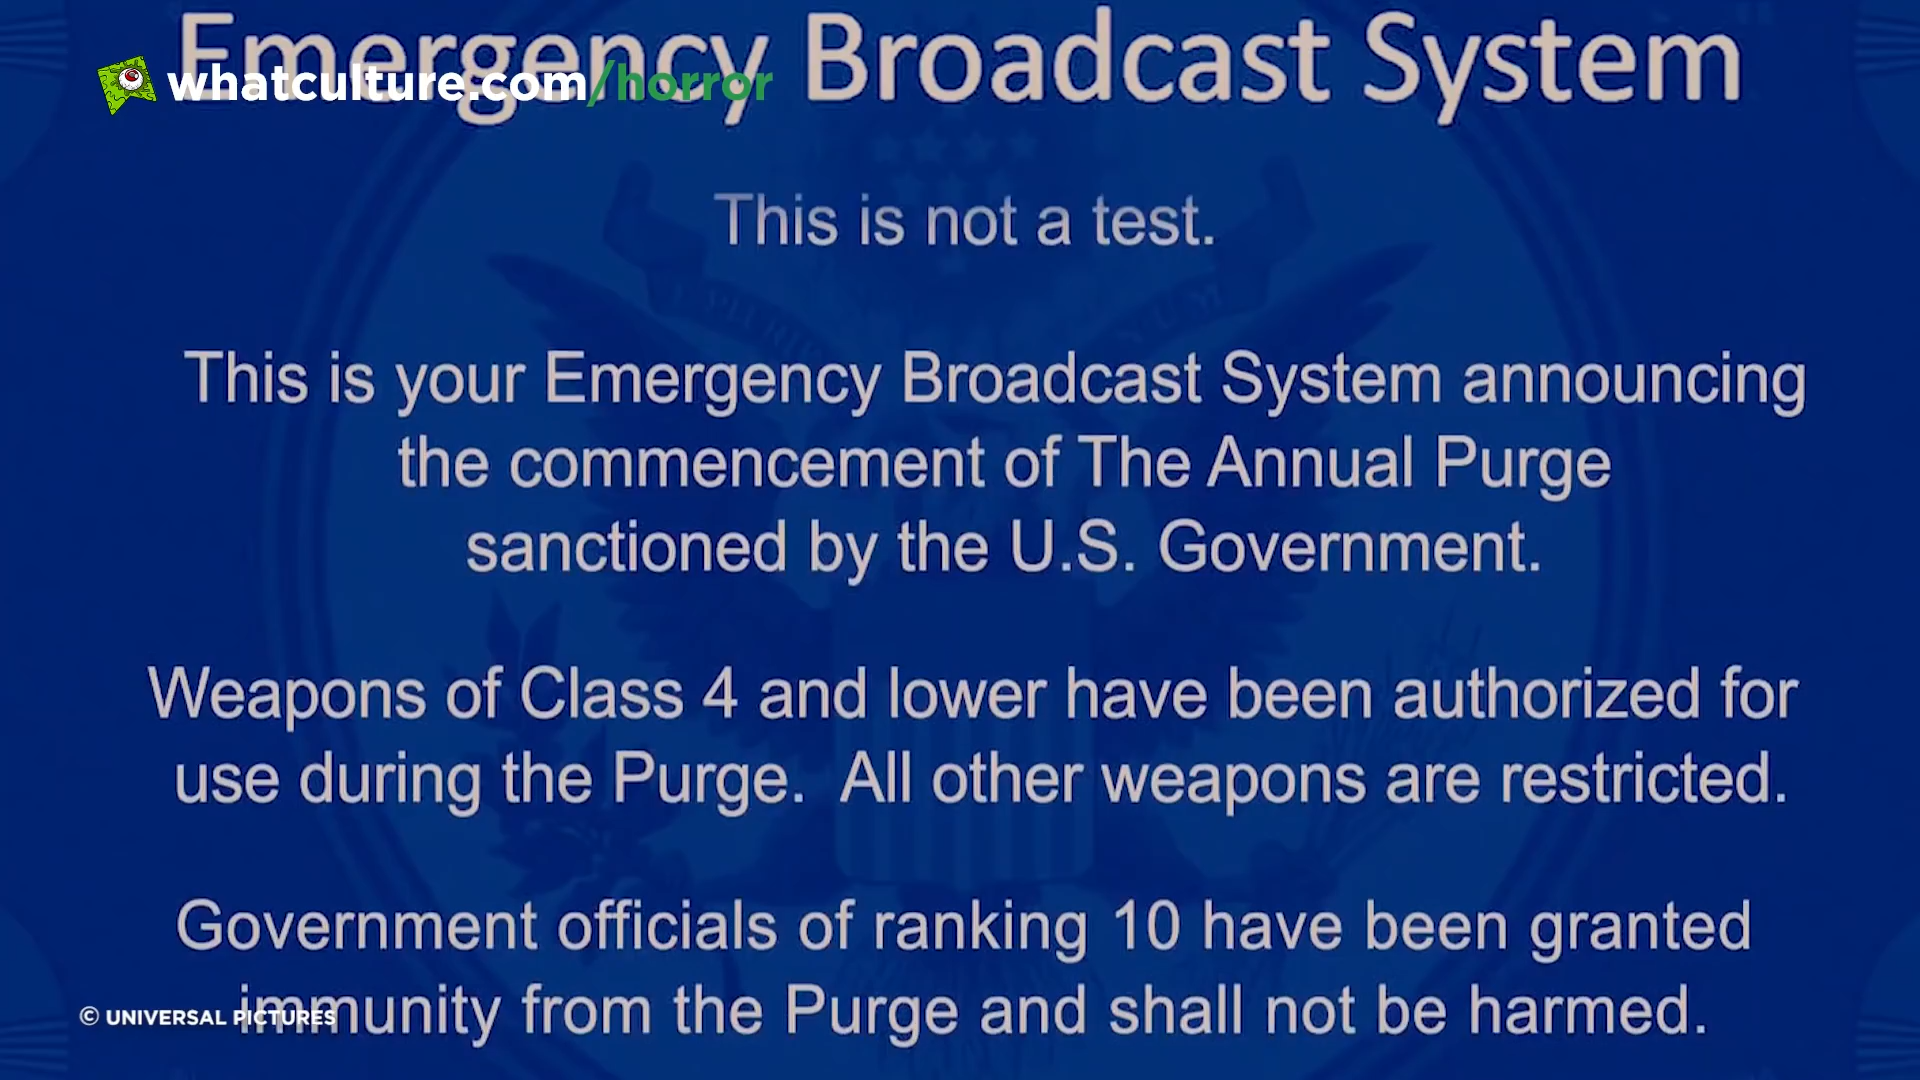 Emergency Broadcast System
whatculture.com/horror
This is not a test.
This is your Emergency Broadcast System announcing
the commencement of The Annual Purge
sanctioned by the U.S. Government.
Weapons of Class 4 and lower have been authorized for
use during the Purge.  All other weapons are restricted.
Government officials of ranking 10 have been granted
immunity from the Purge and shall not be harmed.
© UNIVERSAL PICTURES